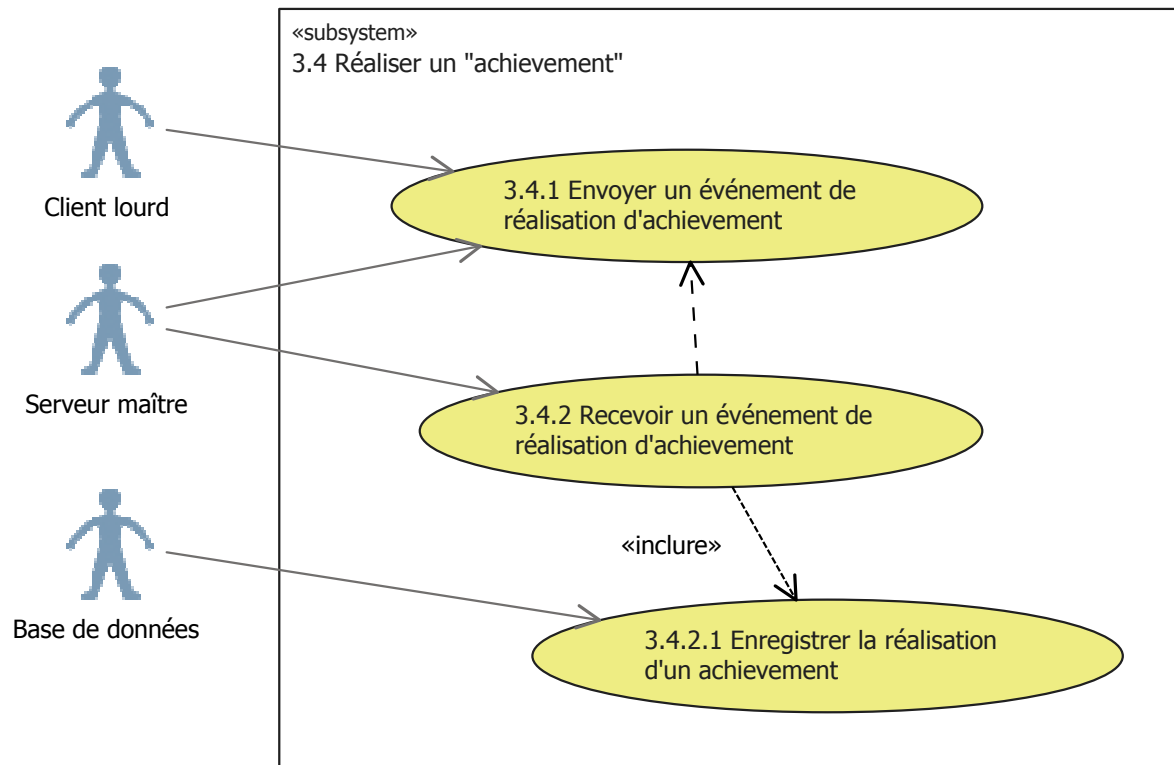 «subsystem»
3.4 Réaliser un "achievement"
Client lourd
3.4.1 Envoyer un événement de
réalisation d'achievement
Serveur maître
3.4.2 Recevoir un événement de
réalisation d'achievement
«inclure»
Base de données
3.4.2.1 Enregistrer la réalisation
d'un achievement